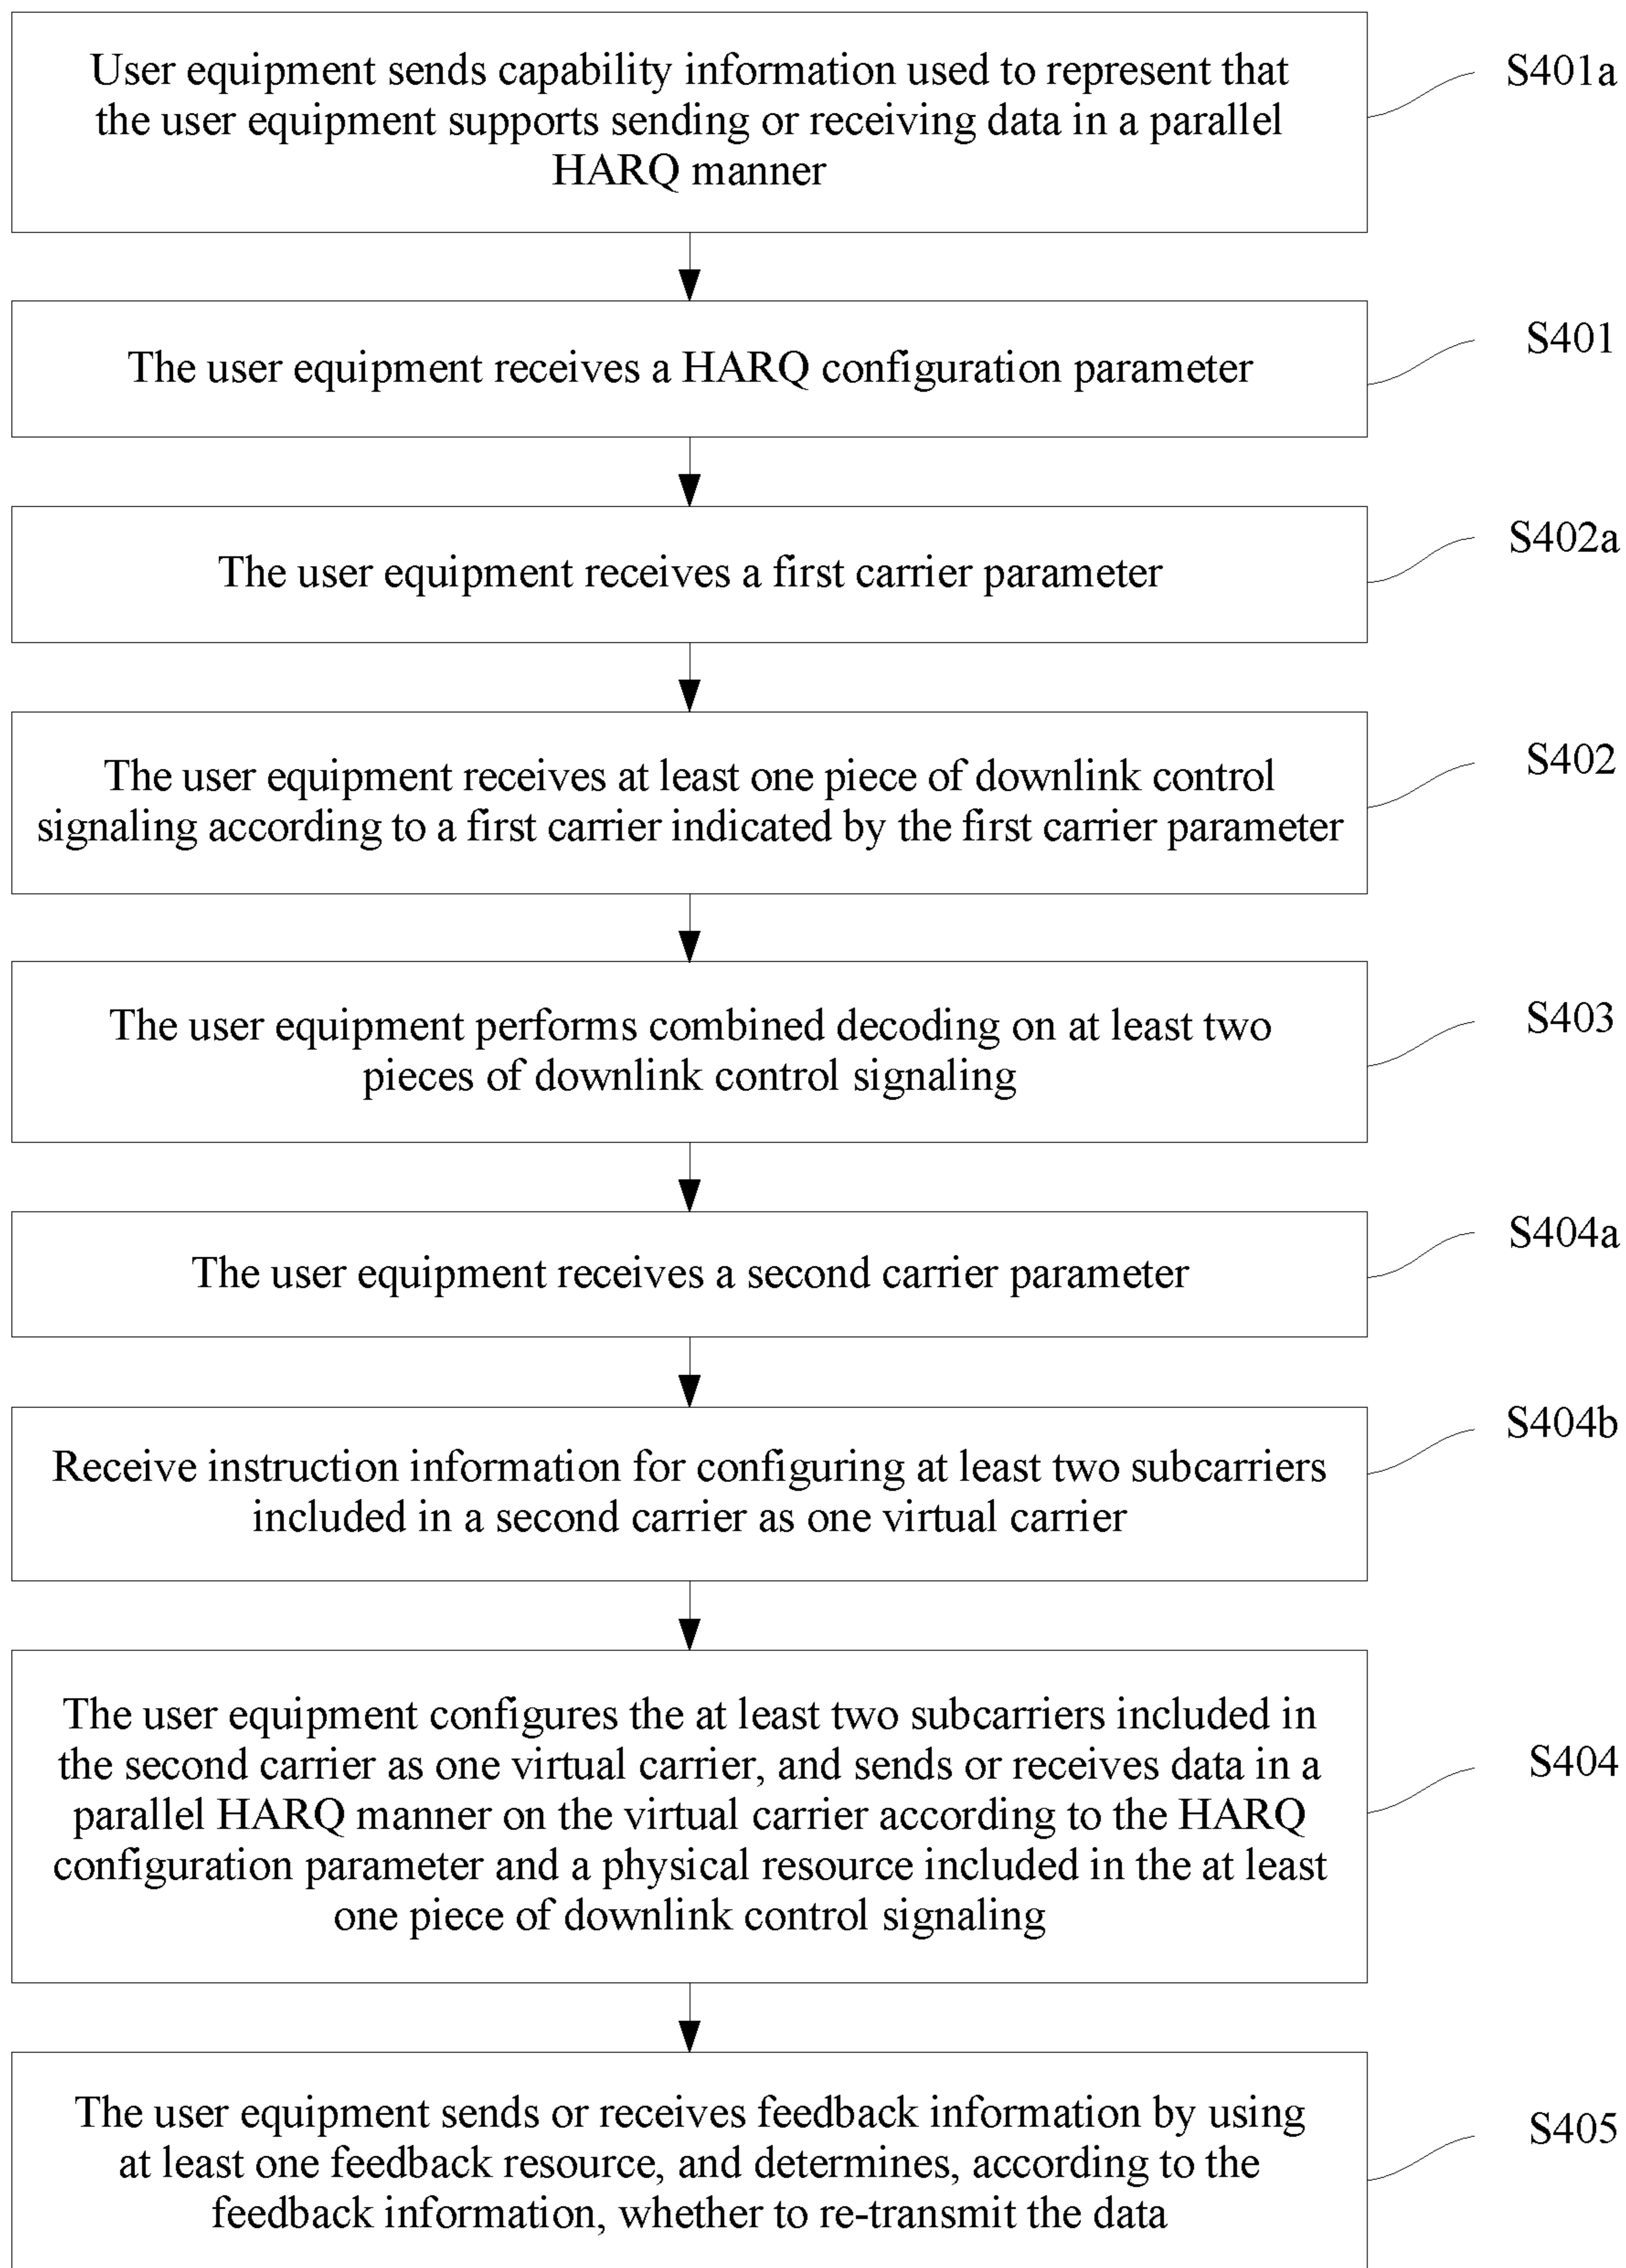 User equipment sends capability information used to represent that
the user equipment supports sending or receiving data in a parallel
HARQ manner
S401a
The user equipment receives a HARQ configuration parameter
S401
The user equipment receives a first carrier parameter
S402a
The user equipment receives at least one piece of downlink control
signaling according to a first carrier indicated by the first carrier parameter
S402
The user equipment performs combined decoding on at least two
pieces of downlink control signaling
S403
The user equipment receives a second carrier parameter
S404a
Receive instruction information for configuring at least two subcarriers
included in a second carrier as one virtual carrier
S404b
The user equipment configures the at least two subcarriers included in
the second carrier as one virtual carrier, and sends or receives data in a
parallel HARQ manner on the virtual carrier according to the HARQ
configuration parameter and a physical resource included in the at least
one piece of downlink control signaling
S404
The user equipment sends or receives feedback information by using
at least one feedback resource, and determines, according to the
feedback information, whether to re-transmit the data
S405